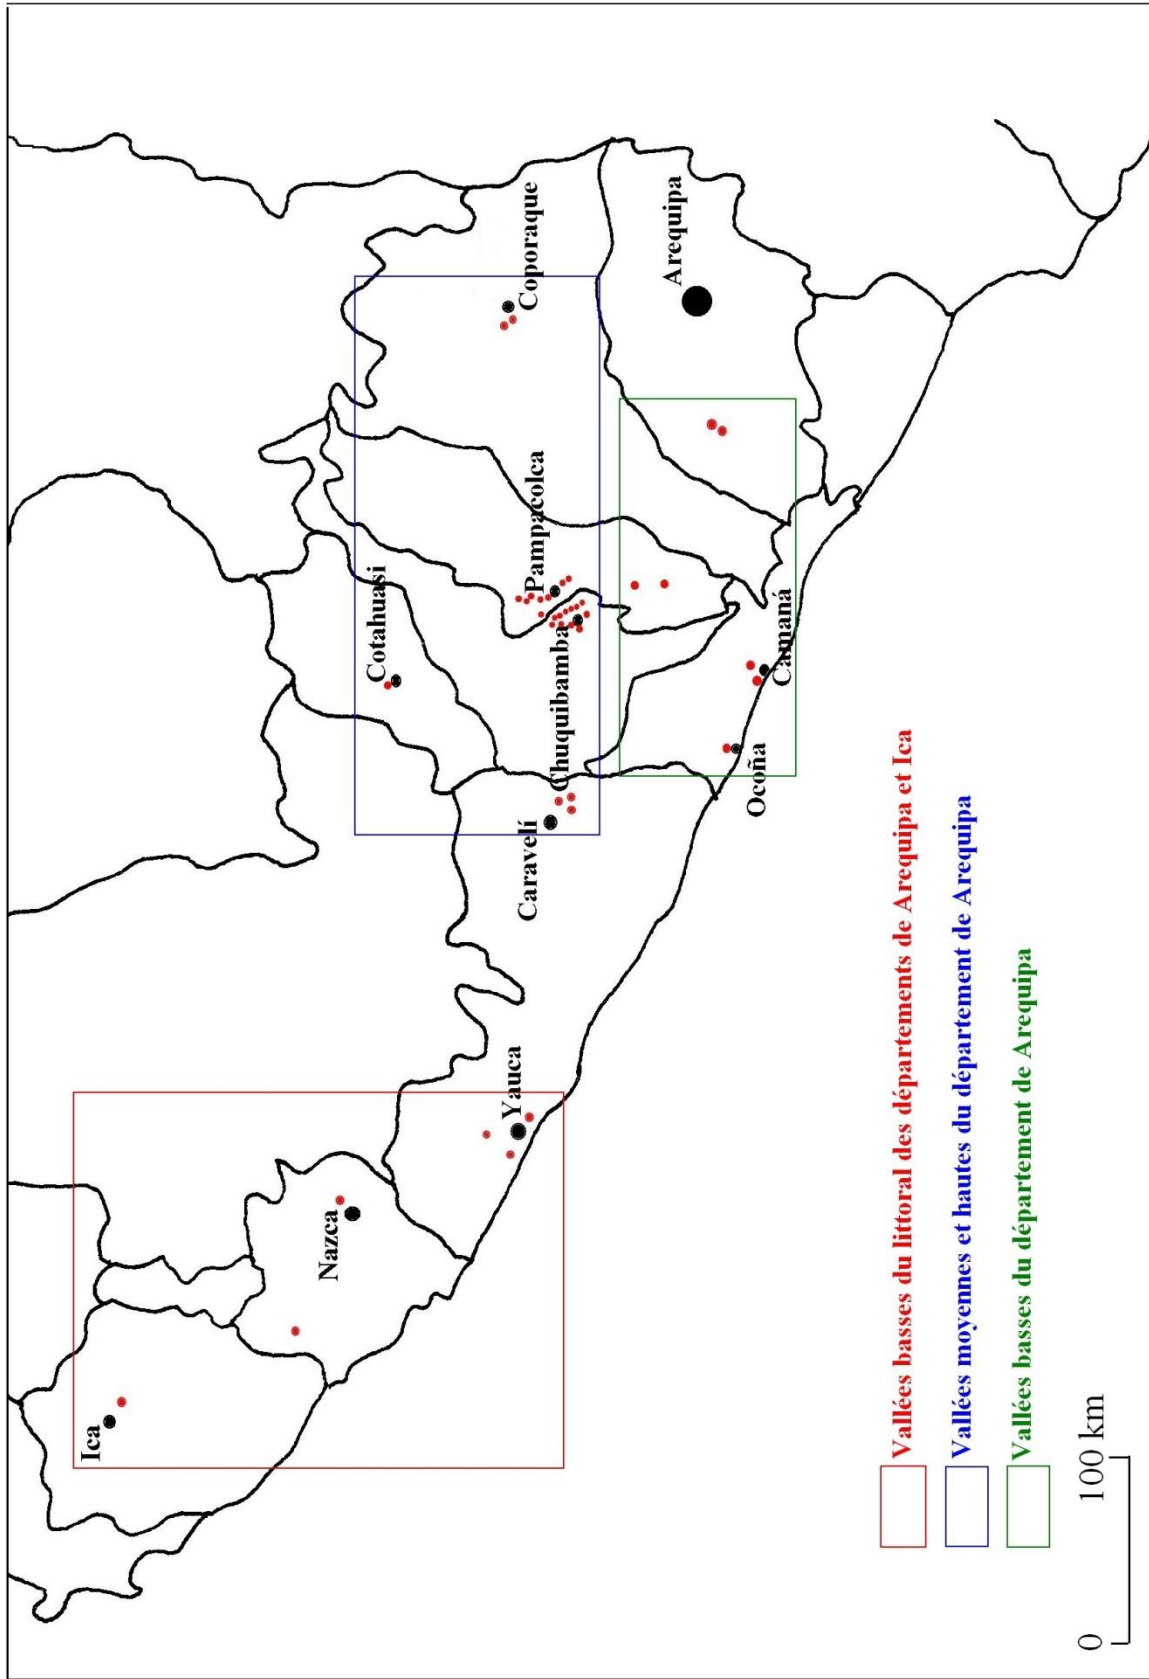 Ica
Nazca
Yauca
Cotahuasi
Pampacolca
Coporaque
Caravelí
Chuquibamba
Arequipa
Ocoña
Camaná
Vallées basses du littoral des départements de Arequipa et Ica
Vallées moyennes et hautes du département de Arequipa
Vallées basses du département de Arequipa
0 100 km